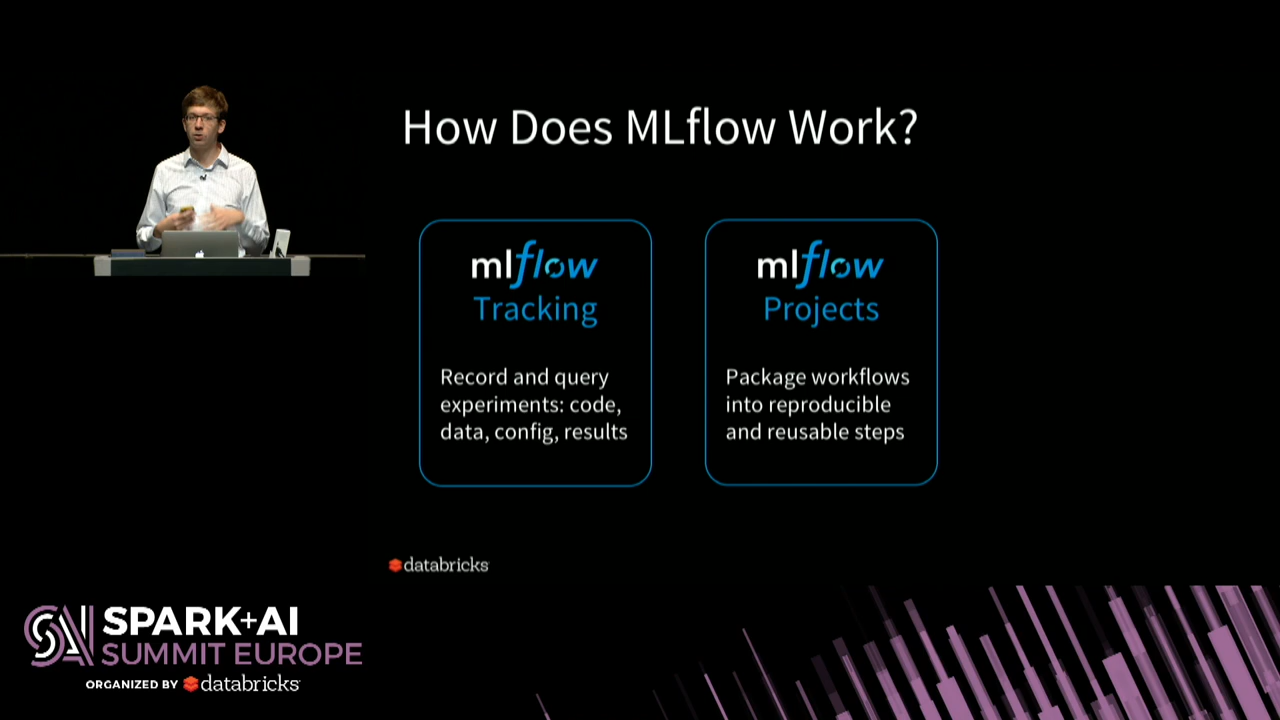 How Does MLflow Work?
mlflow
Tracking
Record and query
experiments: code,
data, config, results
mlflow
Projects
Package workflows
into reproducible
and reusable steps
databricks
SAI
SPARK+AI
SUMMIT EUROPE
ORGANIZED BY databricks